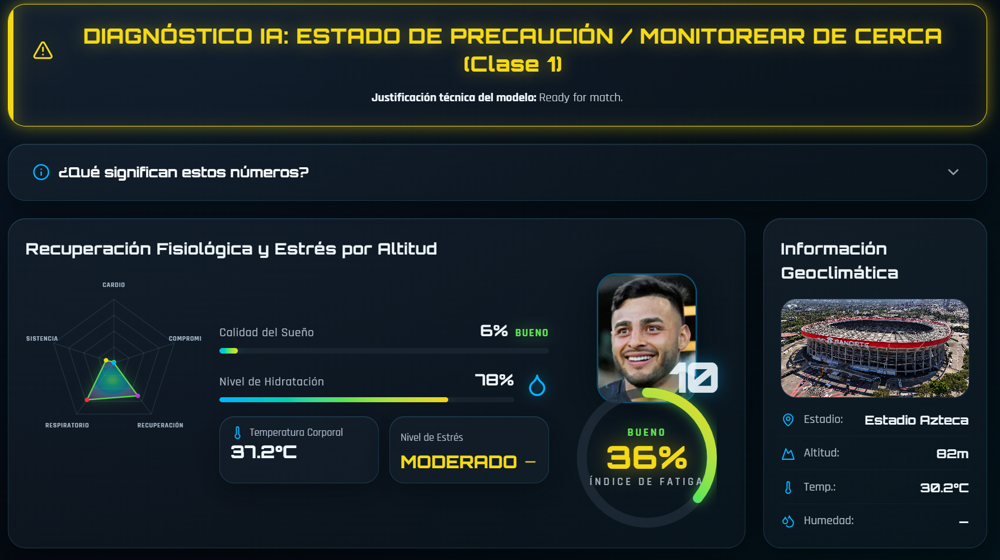 DIAGNÓSTICO IA: ESTADO DE PRECAUCIÓN / MONITOREAR DE CERCA
(Clase 1)
Justificación técnica del modelo: Ready for match.
¿Qué significan estos números?
Recuperación Fisiológica y Estrés por Altitud
CARDIO
SISTENCIA
COMPROMI
RESPIRATORIO
RECUPERACIÓN
Calidad del Sueño
6% BUENO
Nivel de Hidratación
78%
Temperatura Corporal
37.2°C
Nivel de Estrés
MODERADO –
10
BUENO
36%
ÍNDICE DE FATIGA
Información
Geoclimática
BANORTE
Estadio: Estadio Azteca
Altitud: 82m
Temp.: 30.2°C
Humedad: –